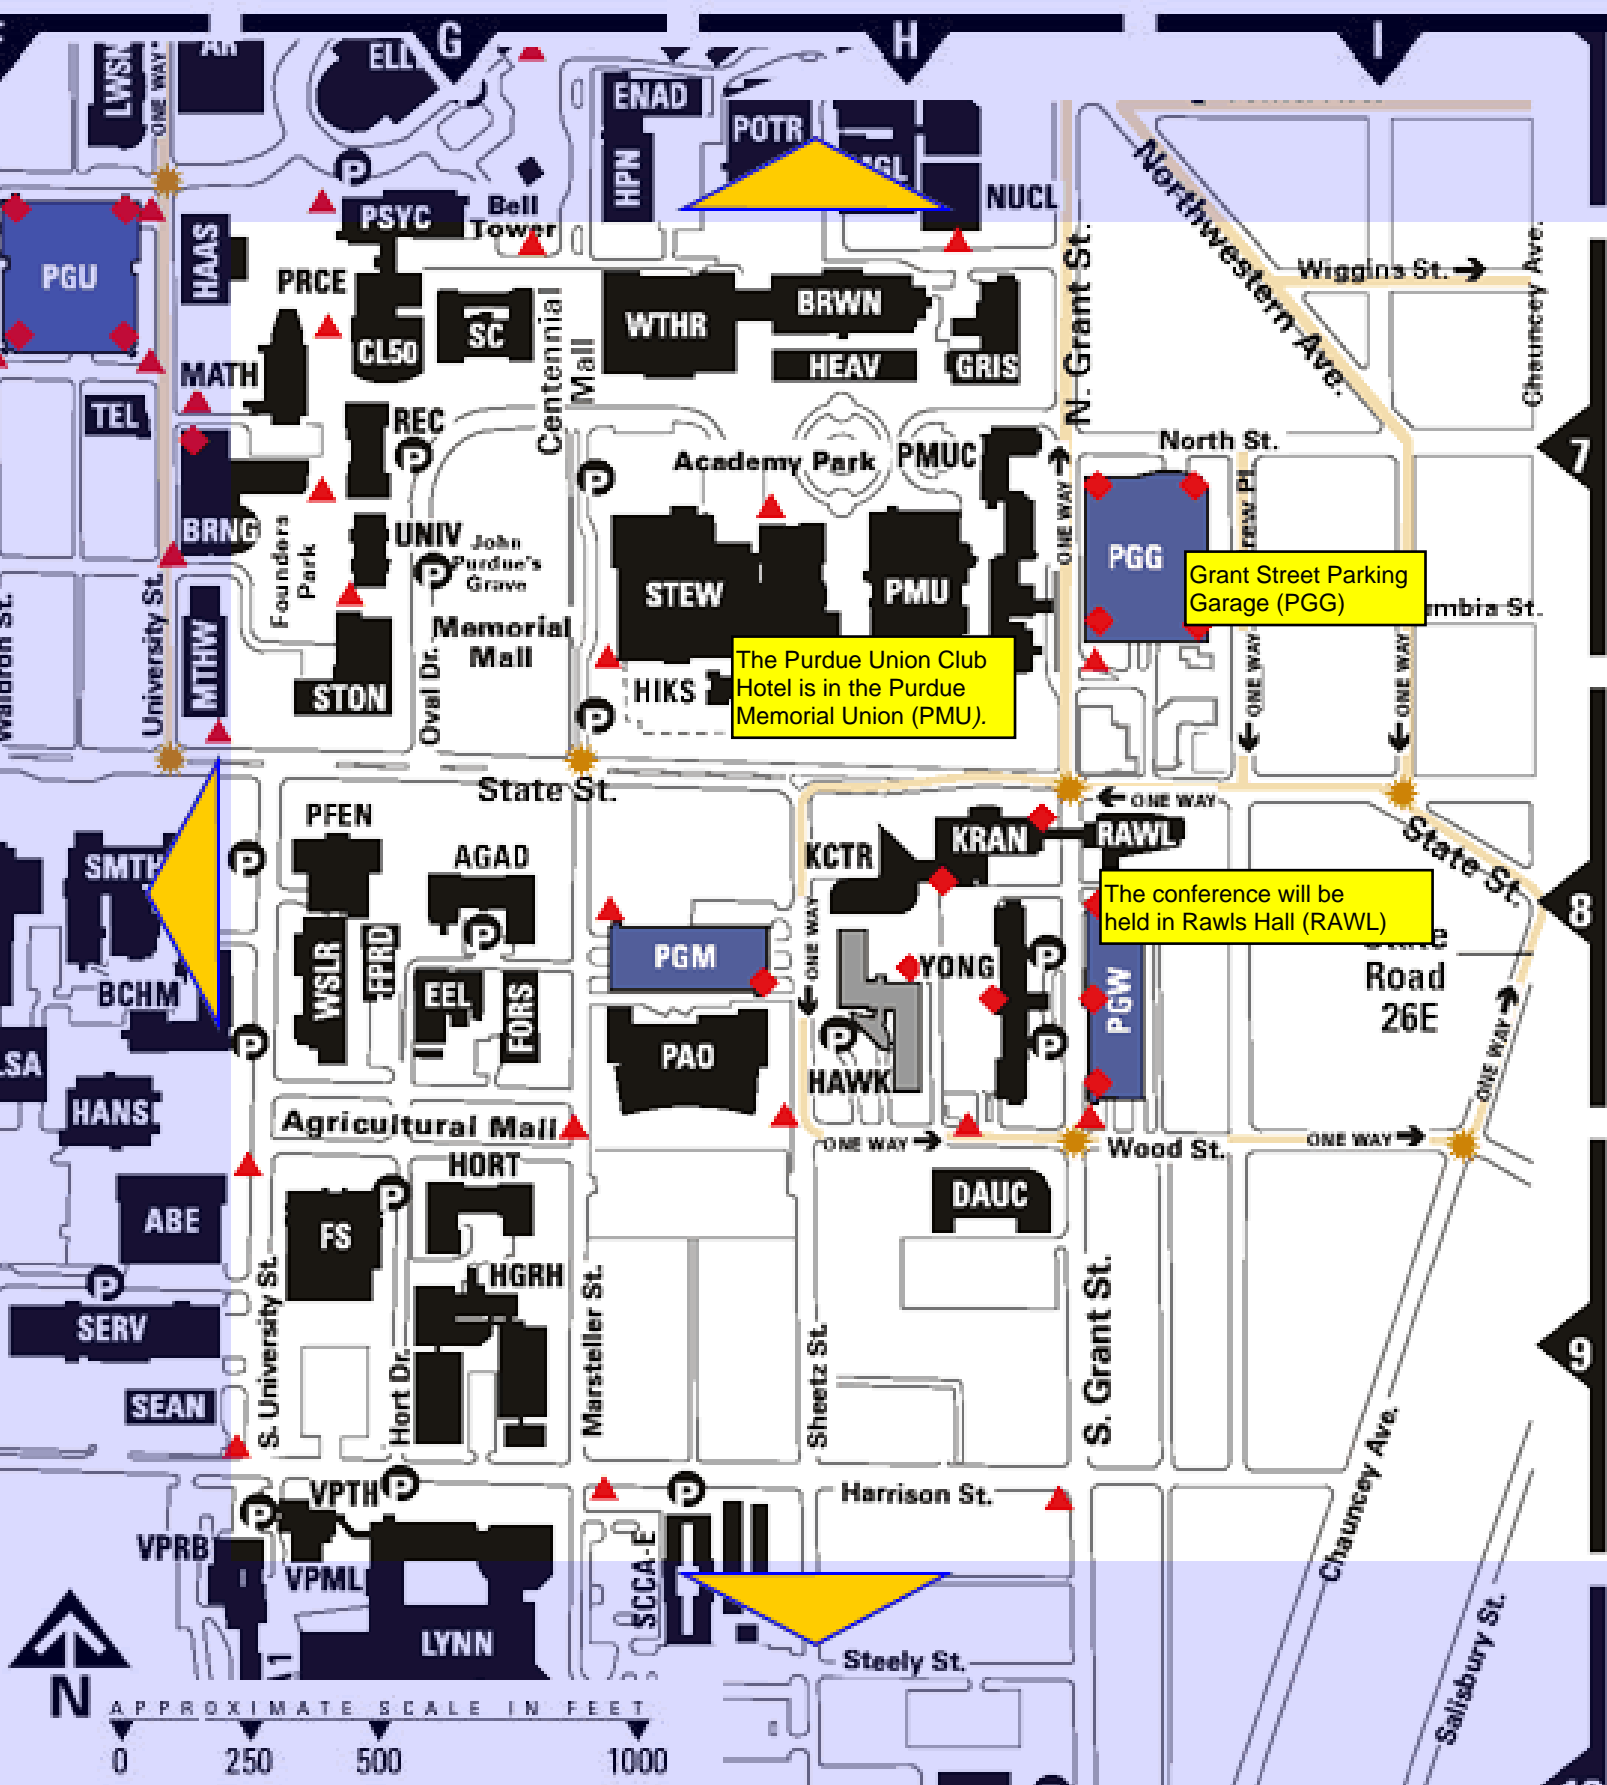 G
H
I
LWSN
ONE WAY
ENAD
POTR
HPN
NUCL
Bell
Tower
PSYC
HAAS
PGU
PRCE
CL50
SC
Centennial
Mall
WTHR
BRWN
HEAV
GRIS
N. Grant St.
Northwestern Ave.
Wiggins St.
Chauncey Ave.
MATH
TEL
REC
P
Academy Park
PMUC
North St.
7
BRNG
Founders
Park
UNIV
John
Purdue's
Grave
STEW
PMU
ONE WAY
PGG
Grant Street Parking
Garage (PGG)
University St.
MTHW
STON
Oval Dr.
Memorial
Mall
HIKS
The Purdue Union Club
Hotel is in the Purdue
Memorial Union (PMU).
ONE WAY
ONE WAY
State St.
ONE WAY
State St.
PFEN
AGAD
KCTR
KRAN
RAWL
The conference will be
held in Rawls Hall (RAWL)
8
SMTH
BCHM
WSLR
FPRD
EEL
FORS
PGM
PAO
ONE WAY
YONG
HAWK
PGW
State
Road
26E
ONE WAY
HANS
Agricultural Mall
ONE WAY
Wood St.
ONE WAY
HORT
DAUC
ABE
FS
HGRH
SERV
SEAN
S. University St.
Hort Dr.
Marsteller St.
Sheetz St.
S. Grant St.
Chauncey Ave.
9
VPTH
Harrison St.
VPRB
VPML
LYNN
SCCA-E
Steely St.
Salisbury St.
N
APPROXIMATE SCALE IN FEET
0 250 500 1000